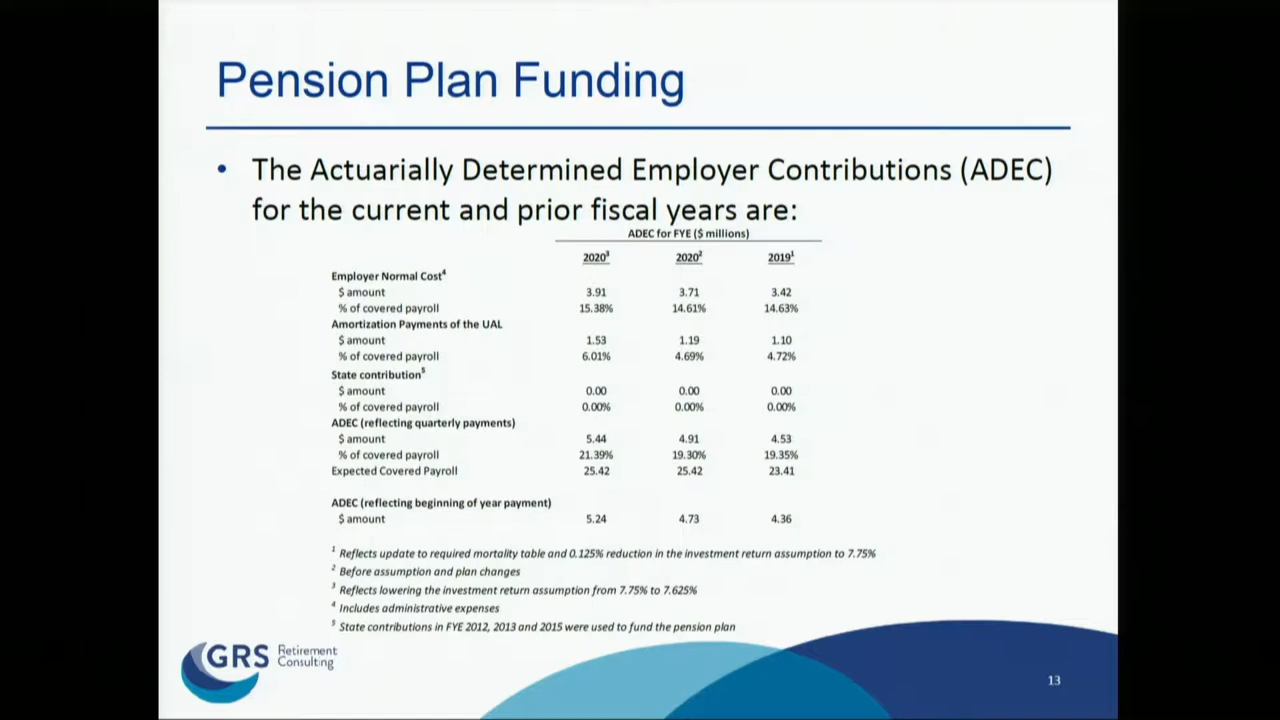 Pension Plan Funding
• The Actuarially Determined Employer Contributions (ADEC)
for the current and prior fiscal years are:
ADEC for FYE ($ millions)
2020³ 2020² 2019¹
Employer Normal Cost⁴
$ amount 3.91 3.71 3.42
% of covered payroll 15.38% 14.61% 14.63%
Amortization Payments of the UAL
$ amount 1.53 1.19 1.10
% of covered payroll 6.01% 4.69% 4.72%
State contribution⁵
$ amount 0.00 0.00 0.00
% of covered payroll 0.00% 0.00% 0.00%
ADEC (reflecting quarterly payments)
$ amount 5.44 4.91 4.53
% of covered payroll 21.39% 19.30% 19.35%
Expected Covered Payroll 25.42 25.42 23.41
ADEC (reflecting beginning of year payment)
$ amount 5.24 4.73 4.36
¹ Reflects update to required mortality table and 0.125% reduction in the investment return assumption to 7.75%
² Before assumption and plan changes
³ Reflects lowering the investment return assumption from 7.75% to 7.625%
⁴ Includes administrative expenses
⁵ State contributions in FYE 2012, 2013 and 2015 were used to fund the pension plan
GRS Retirement
Consulting
13